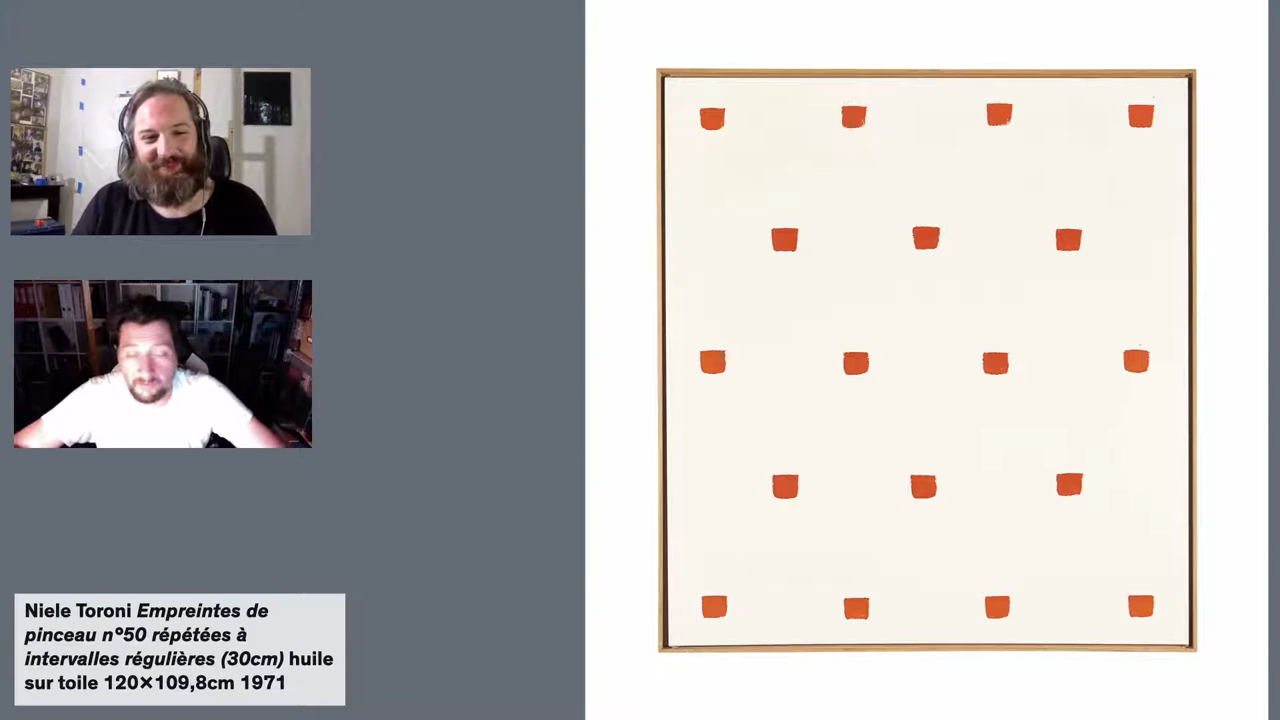 Niele Toroni Empreintes de
pinceau n°50 répétées à
intervalles régulières (30cm) huile
sur toile 120×109,8cm 1971